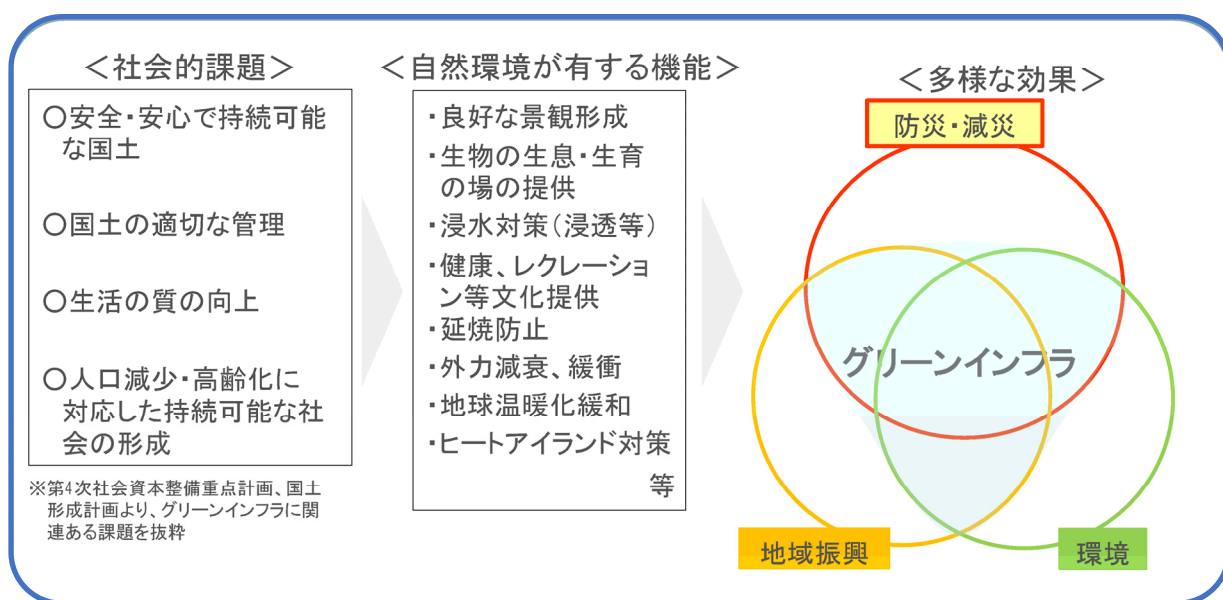 ＜社会的課題＞
〇安全・安心で持続可能
な国土
〇国土の適切な管理
〇生活の質の向上
〇人口減少・高齢化に
対応した持続可能な社
会の形成
※第4次社会資本整備重点計画、国土
形成計画より、グリーンインフラに関
連ある課題を抜粋
＜自然環境が有する機能＞
・良好な景観形成
・生物の生息・生育
の場の提供
・浸水対策（浸透等）
・健康、レクレーショ
ン等文化提供
・延焼防止
・外力減衰、緩衝
・地球温暖化緩和
・ヒートアイランド対策
等
＜多様な効果＞
防災・減災
グリーンインフラ
地域振興
環境